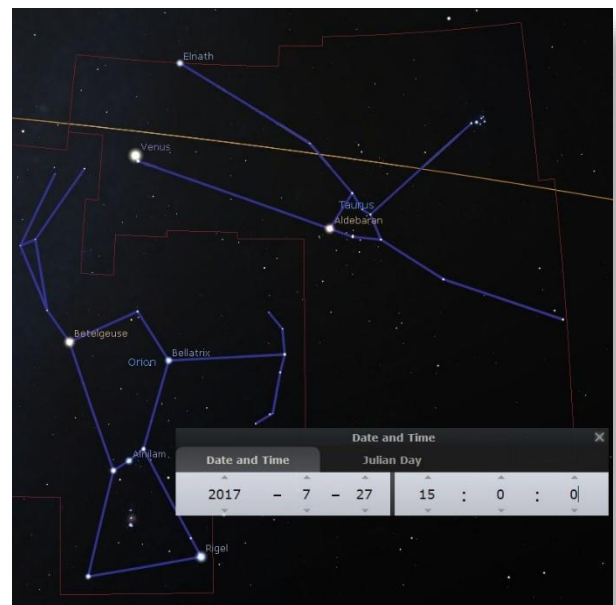 Elnath
Venus
Taurus
Aldebaran
Betelgeuse
Bellatrix
Orion
Alnilam
Date and Time ×
Date and Time Julian Day
2017 - 7 - 27 15 : 0 : 0
Rigel